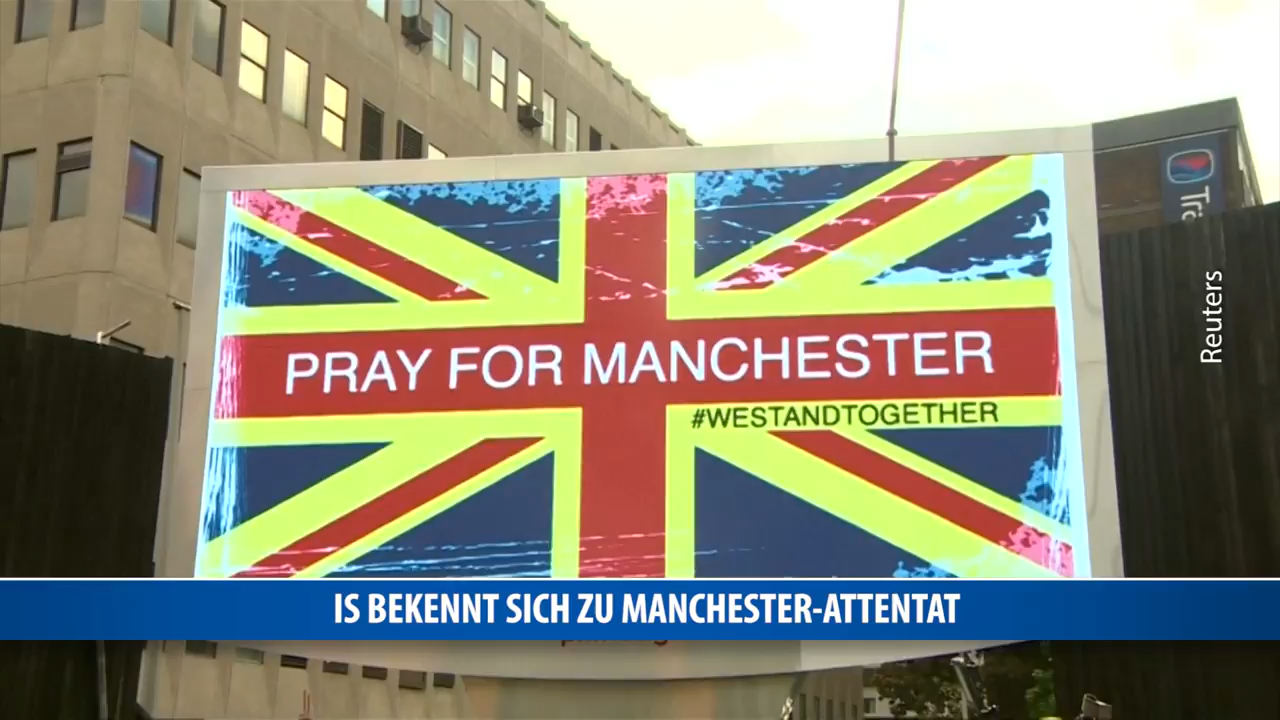 PRAY FOR MANCHESTER
#WESTANDTOGETHER
Reuters
IS BEKENNT SICH ZU MANCHESTER-ATTENTAT